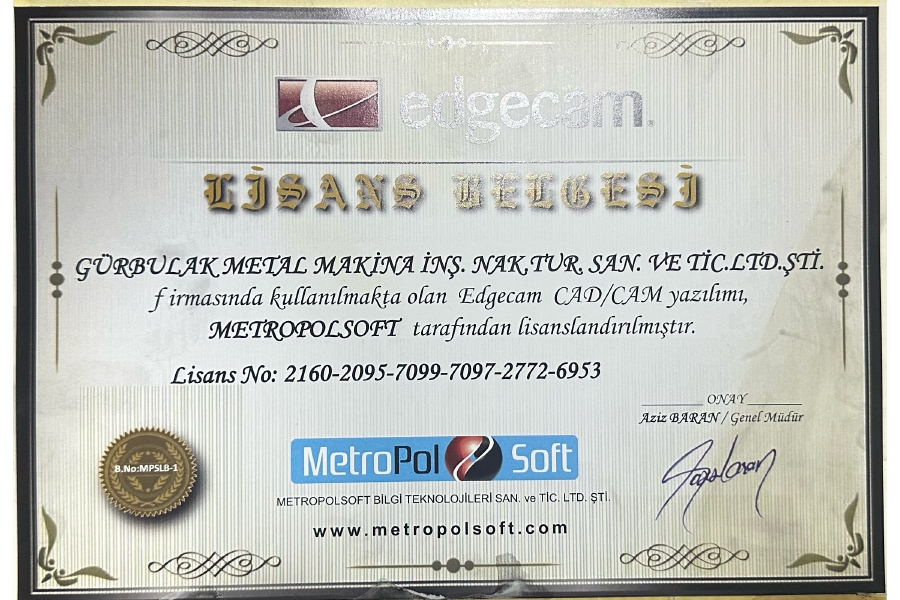 edgecam.
LİSANS BELGESİ
GÜRBULAK METAL MAKİNA İNŞ. NAK.TUR. SAN. VE TİC.LTD.ŞTİ.
firmasında kullanılmakta olan Edgecam CAD/CAM yazılımı,
METROPOLSOFT tarafından lisanslandırılmıştır.
Lisans No: 2160-2095-7099-7097-2772-6953
ONAY
Aziz BARAN / Genel Müdür
B.No:MPSLB-1
MetroPol Soft
METROPOLSOFT BİLGİ TEKNOLOJİLERİ SAN. ve TİC. LTD. ŞTİ.
www.metropolsoft.com